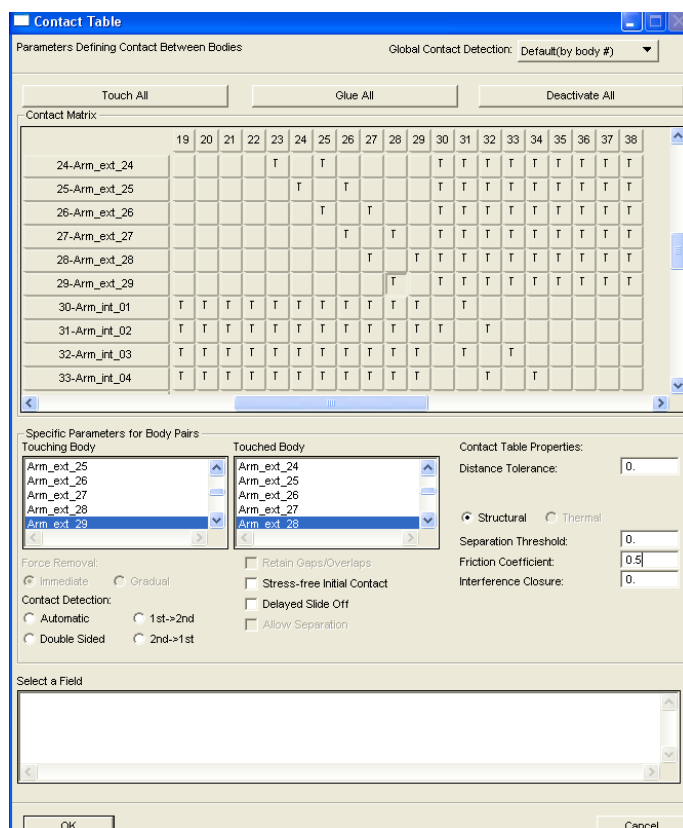 Contact Table
Parameters Defining Contact Between Bodies Global Contact Detection: Default(by body #)
Touch All Glue All Deactivate All
Contact Matrix
19 20 21 22 23 24 25 26 27 28 29 30 31 32 33 34 35 36 37 38
24-Arm_ext_24 T T T T T T T T T T T
25-Arm_ext_25 T T T T T T T T T T T
26-Arm_ext_26 T T T T T T T T T T T
27-Arm_ext_27 T T T T T T T T T T T
28-Arm_ext_28 T T T T T T T T T T T
29-Arm_ext_29 T T T T T T T T T T
30-Arm_int_01 T T T T T T T T T T T T
31-Arm_int_02 T T T T T T T T T T T T T
32-Arm_int_03 T T T T T T T T T T T T T
33-Arm_int_04 T T T T T T T T T T T T T
Specific Parameters for Body Pairs
Touching Body Touched Body Contact Table Properties:
Arm_ext_25 Arm_ext_24 Distance Tolerance: 0.
Arm_ext_26 Arm_ext_25
Arm_ext_27 Arm_ext_26
Arm_ext_28 Arm_ext_27 Structural Thermal
Arm_ext_29 Arm_ext_28
Separation Threshold: 0.
Force Removal: Retain Gaps/Overlaps Friction Coefficient: 0.5
Immediate Gradual Stress-free Initial Contact Interference Closure: 0.
Contact Detection: Delayed Slide Off
Automatic 1st->2nd Allow Separation
Double Sided 2nd->1st
Select a Field
OK Cancel